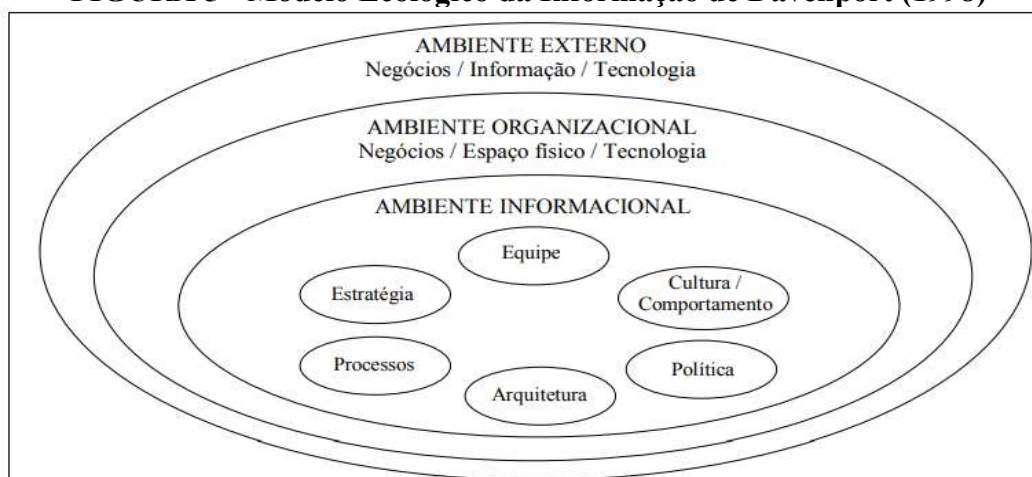 AMBIENTE EXTERNO
Negócios / Informação / Tecnologia
AMBIENTE ORGANIZACIONAL
Negócios / Espaço físico / Tecnologia
AMBIENTE INFORMACIONAL
Equipe
Estratégia
Cultura /
Comportamento
Processos
Política
Arquitetura